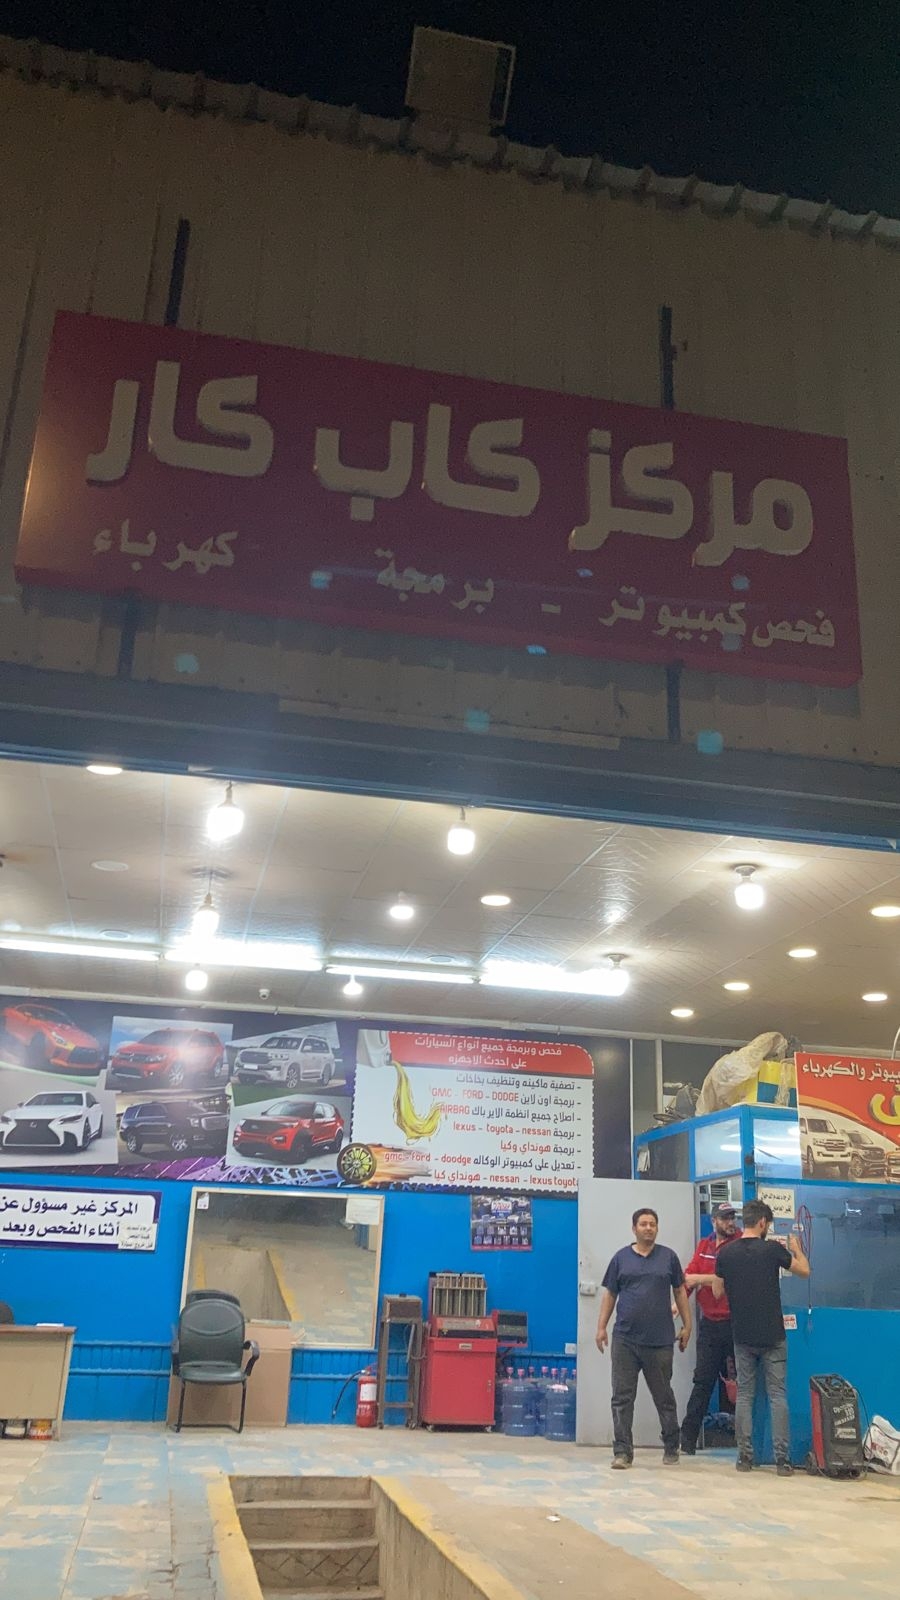 مركز كاب كار
فحص كمبيوتر - برمجة كهرباء
فحص وبرمجة جميع انواع السيارات
على احدث الاجهزه
- تصفية ماكينه وتنظيف بخاخات
- برمجة اون لاين GMC - FORD - DODGE
- اصلاح جميع انظمة الاير باك AIRBAG
- برمجة lexus - toyota - nessan
- برمجة هونداي وكيا
- تعديل على كمبيوتر الوكاله gmc - ford - doodge
nessan - lexus toyota - هونداي كيا
بيوتر والكهرباء
المركز غير مسؤول عن
أثناء الفحص وبعد